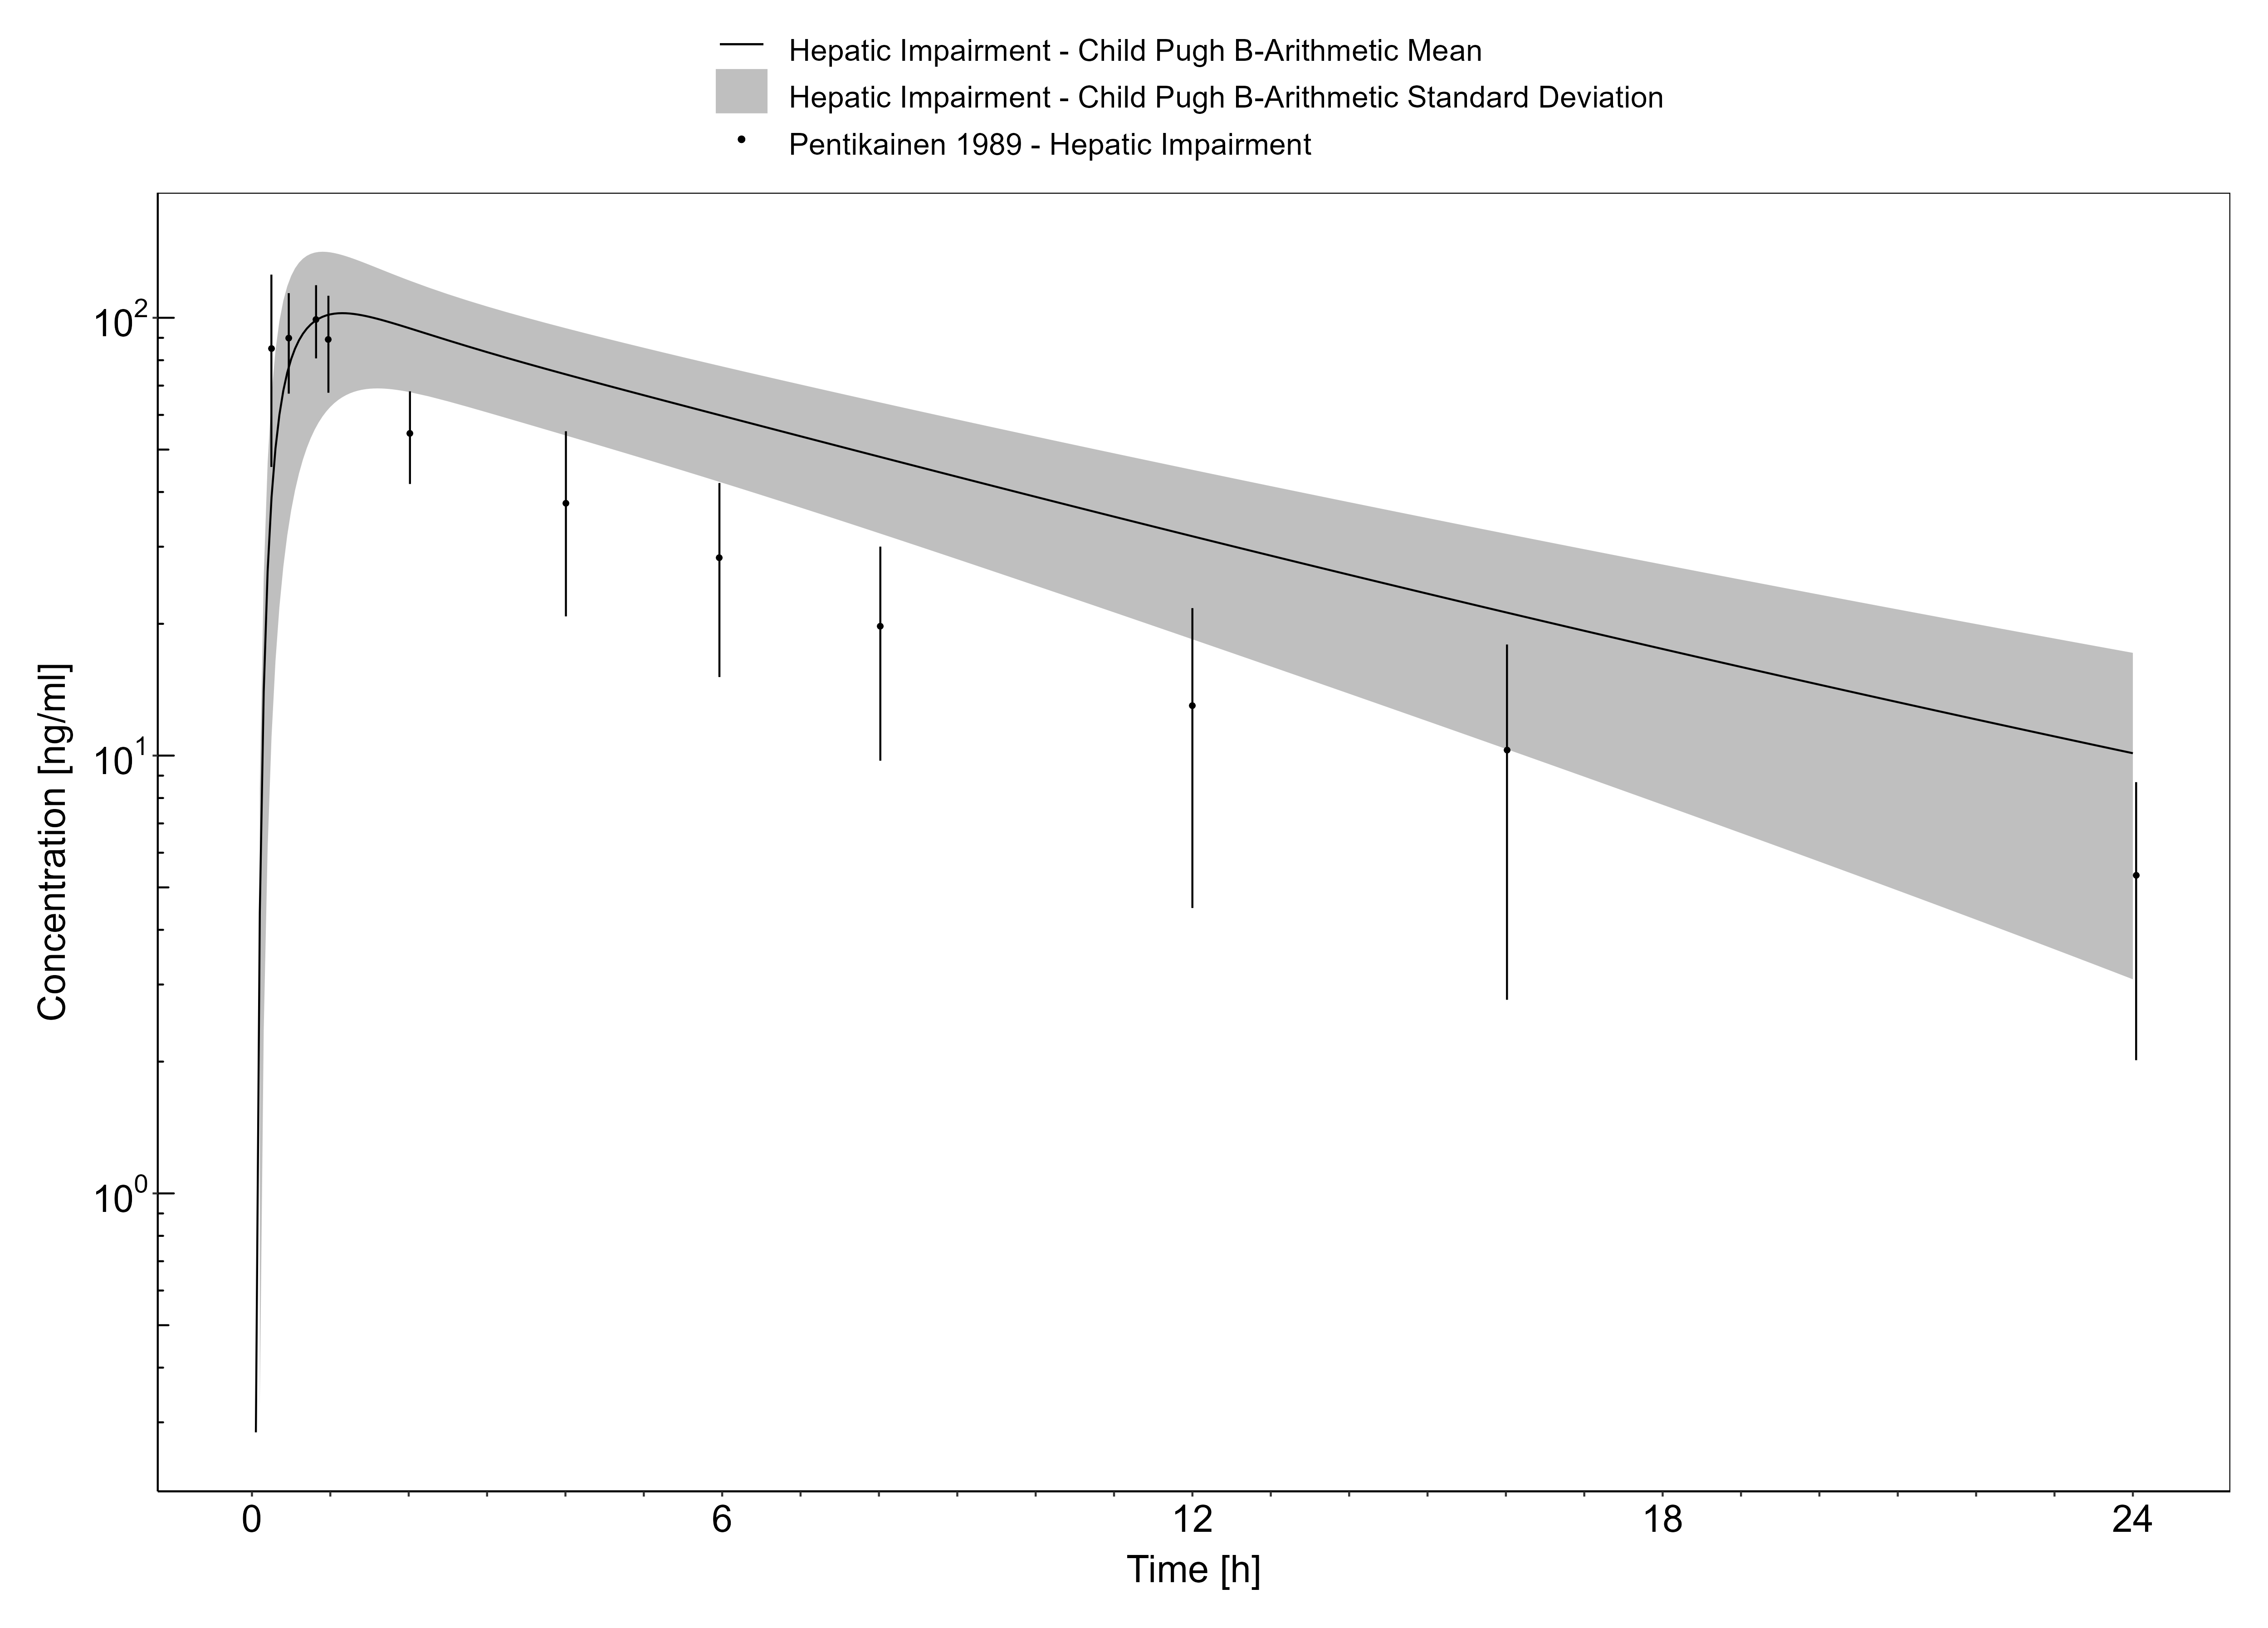 Hepatic Impairment - Child Pugh B-Arithmetic Mean
Hepatic Impairment - Child Pugh B-Arithmetic Standard Deviation
Pentikainen 1989 - Hepatic Impairment
10²
10¹
10⁰
Concentration [ng/ml]
0 6 12 18 24
Time [h]